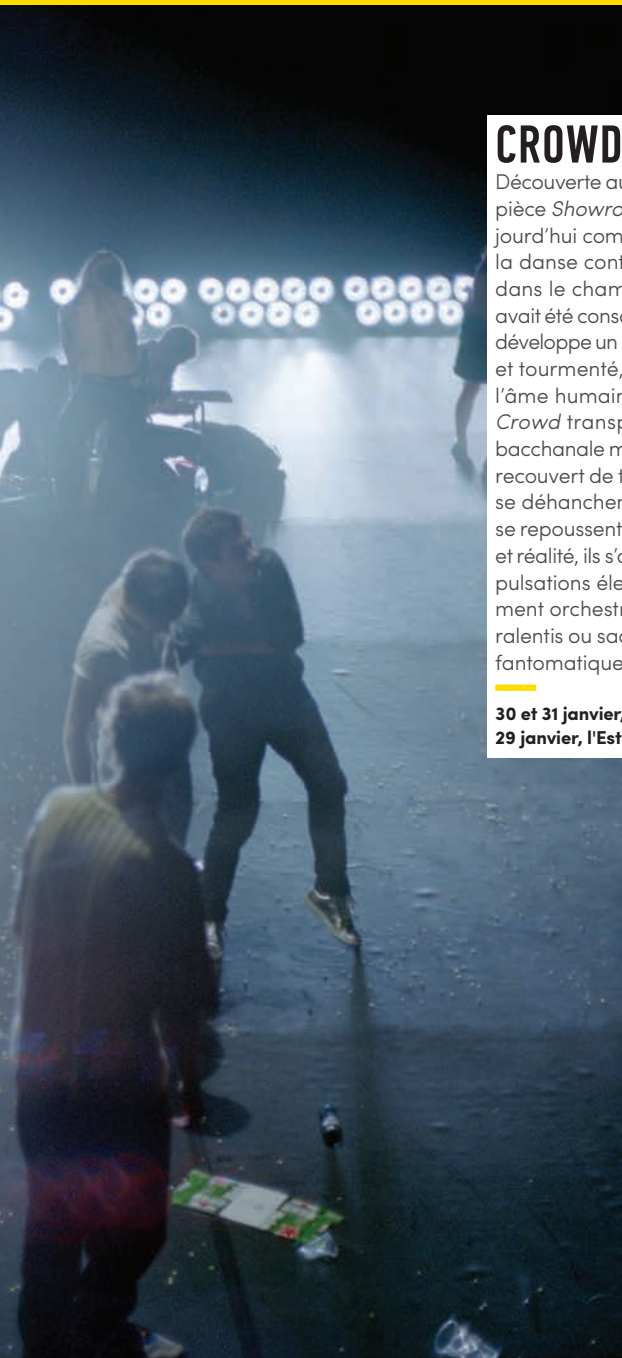 CROWD
Découverte au
pièce Showro
jourd'hui com
la danse cont
dans le cham
avait été consa
développe un
et tourmenté,
l'âme humain
Crowd transp
bacchanale m
recouvert de t
se déhanchen
se repoussent
et réalité, ils s'a
pulsations éle
ment orchestr
ralentis ou sac
fantomatique
30 et 31 janvier,
29 janvier, l'Est